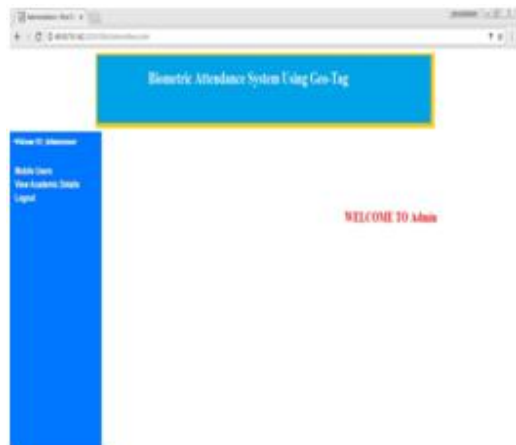 Biometric Attendance System Using Geo-Tag
Mobile Users
View Academic Details
Logout
WELCOME TO Admin